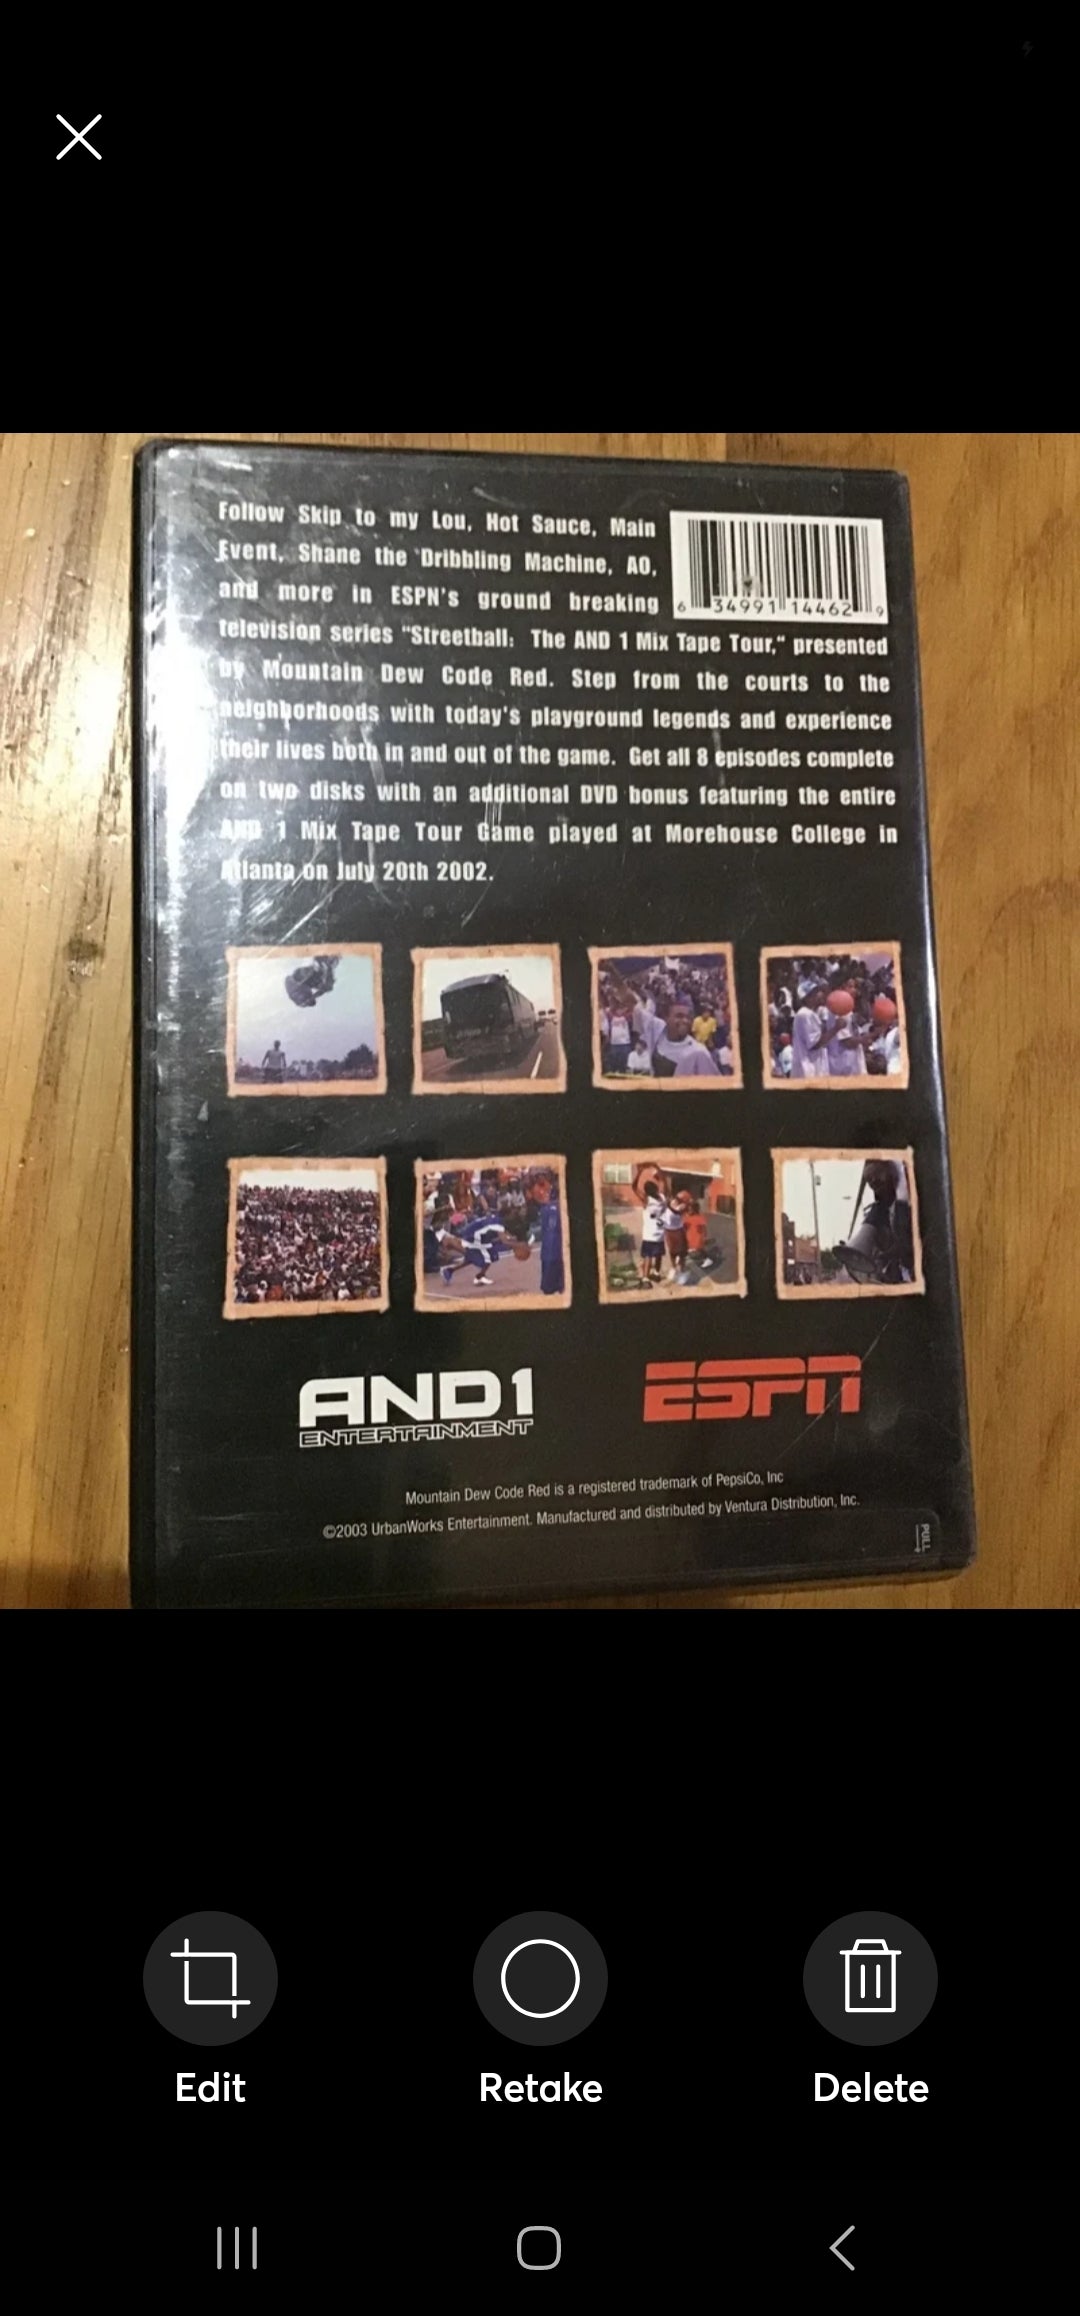 Follow Skip to my Lou, Hot Sauce, Main
Event, Shane the Dribbling Machine, AO,
and more in ESPN's ground breaking
6 34991 14462 9
television series "Streetball: The AND 1 Mix Tape Tour," presented
by Mountain Dew Code Red. Step from the courts to the
neighborhoods with today's playground legends and experience
their lives both in and out of the game. Get all 8 episodes complete
on two disks with an additional DVD bonus featuring the entire
AND 1 Mix Tape Tour Game played at Morehouse College in
Atlanta on July 20th 2002.
AND1
ENTERTAINMENT
ESPN
Mountain Dew Code Red is a registered trademark of PepsiCo, Inc
©2003 UrbanWorks Entertainment. Manufactured and distributed by Ventura Distribution, Inc.
PULL
Edit
Retake
Delete